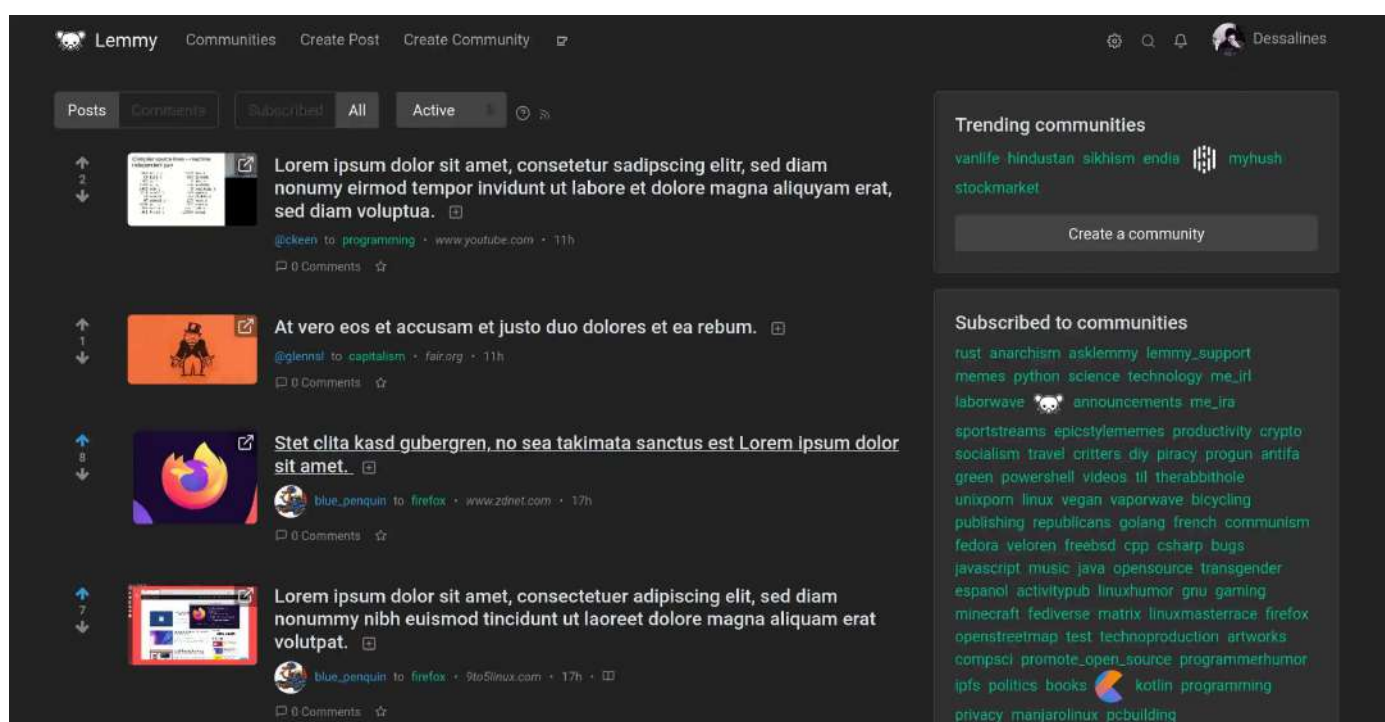 Lemmy Communities Create Post Create Community
Dessalines
Posts Comments Subscribed All Active
2
Lorem ipsum dolor sit amet, consetetur sadipscing elitr, sed diam
nonumy eirmod tempor invidunt ut labore et dolore magna aliquyam erat,
sed diam voluptua.
@ckeen to programming • www.youtube.com • 11h
0 Comments
1
At vero eos et accusam et justo duo dolores et ea rebum.
@glennsl to capitalism • fair.org • 11h
0 Comments
8
Stet clita kasd gubergren, no sea takimata sanctus est Lorem ipsum dolor
sit amet.
blue_penquin to firefox • www.zdnet.com • 17h
0 Comments
7
Lorem ipsum dolor sit amet, consectetuer adipiscing elit, sed diam
nonummy nibh euismod tincidunt ut laoreet dolore magna aliquam erat
volutpat.
blue_penquin to firefox • 9to5linux.com • 17h •
0 Comments
Trending communities
vanlife hindustan sikhism endia myhush
stockmarket
Create a community
Subscribed to communities
rust anarchism asklemmy lemmy_support
memes python science technology me_irl
laborwave announcements me_ira
sportstreams epicstylememes productivity crypto
socialism travel critters diy piracy progun antifa
green powershell videos til therabbithole
unixporn linux vegan vaporwave bicycling
publishing republicans golang french communism
fedora veloren freebsd cpp csharp bugs
javascript music java opensource transgender
espanol activitypub linuxhumor gnu gaming
minecraft fediverse matrix linuxmasterrace firefox
openstreetmap test technoproduction artworks
compsci promote_open_source programmerhumor
ipfs politics books kotlin programming
privacy manjarolinux pcbuilding